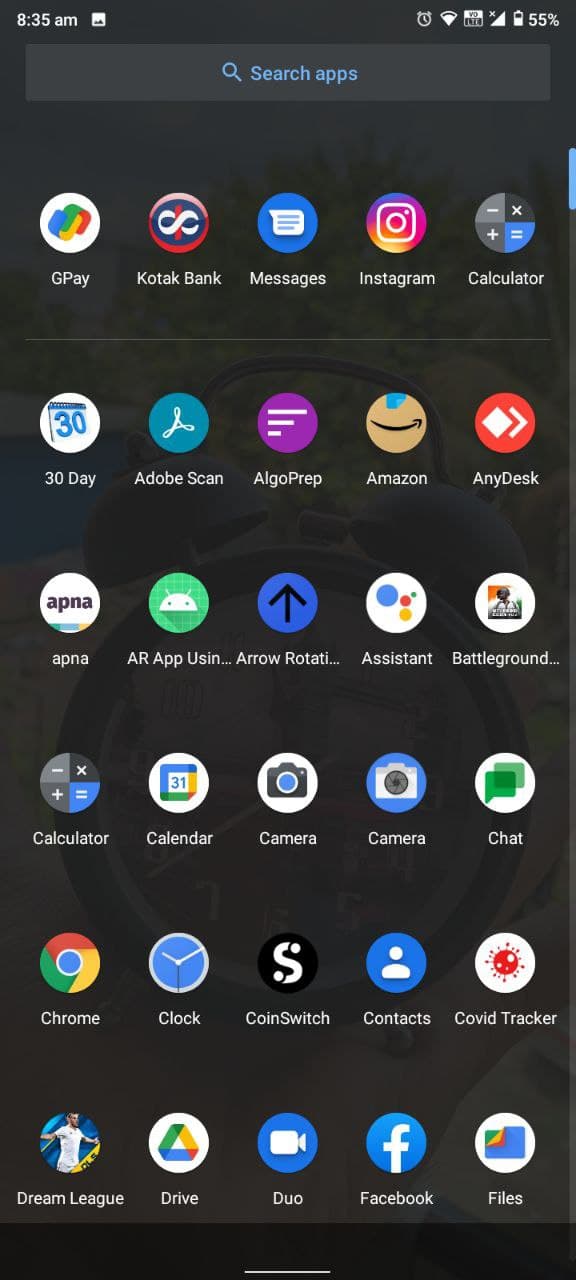 8:35 am VO LTE 55%
Search apps
GPay Kotak Bank Messages Instagram Calculator
30
30 Day Adobe Scan AlgoPrep Amazon AnyDesk
apna
apna AR App Usin... Arrow Rotati... Assistant Battleground...
31
Calculator Calendar Camera Camera Chat
Chrome Clock CoinSwitch Contacts Covid Tracker
Dream League Drive Duo Facebook Files